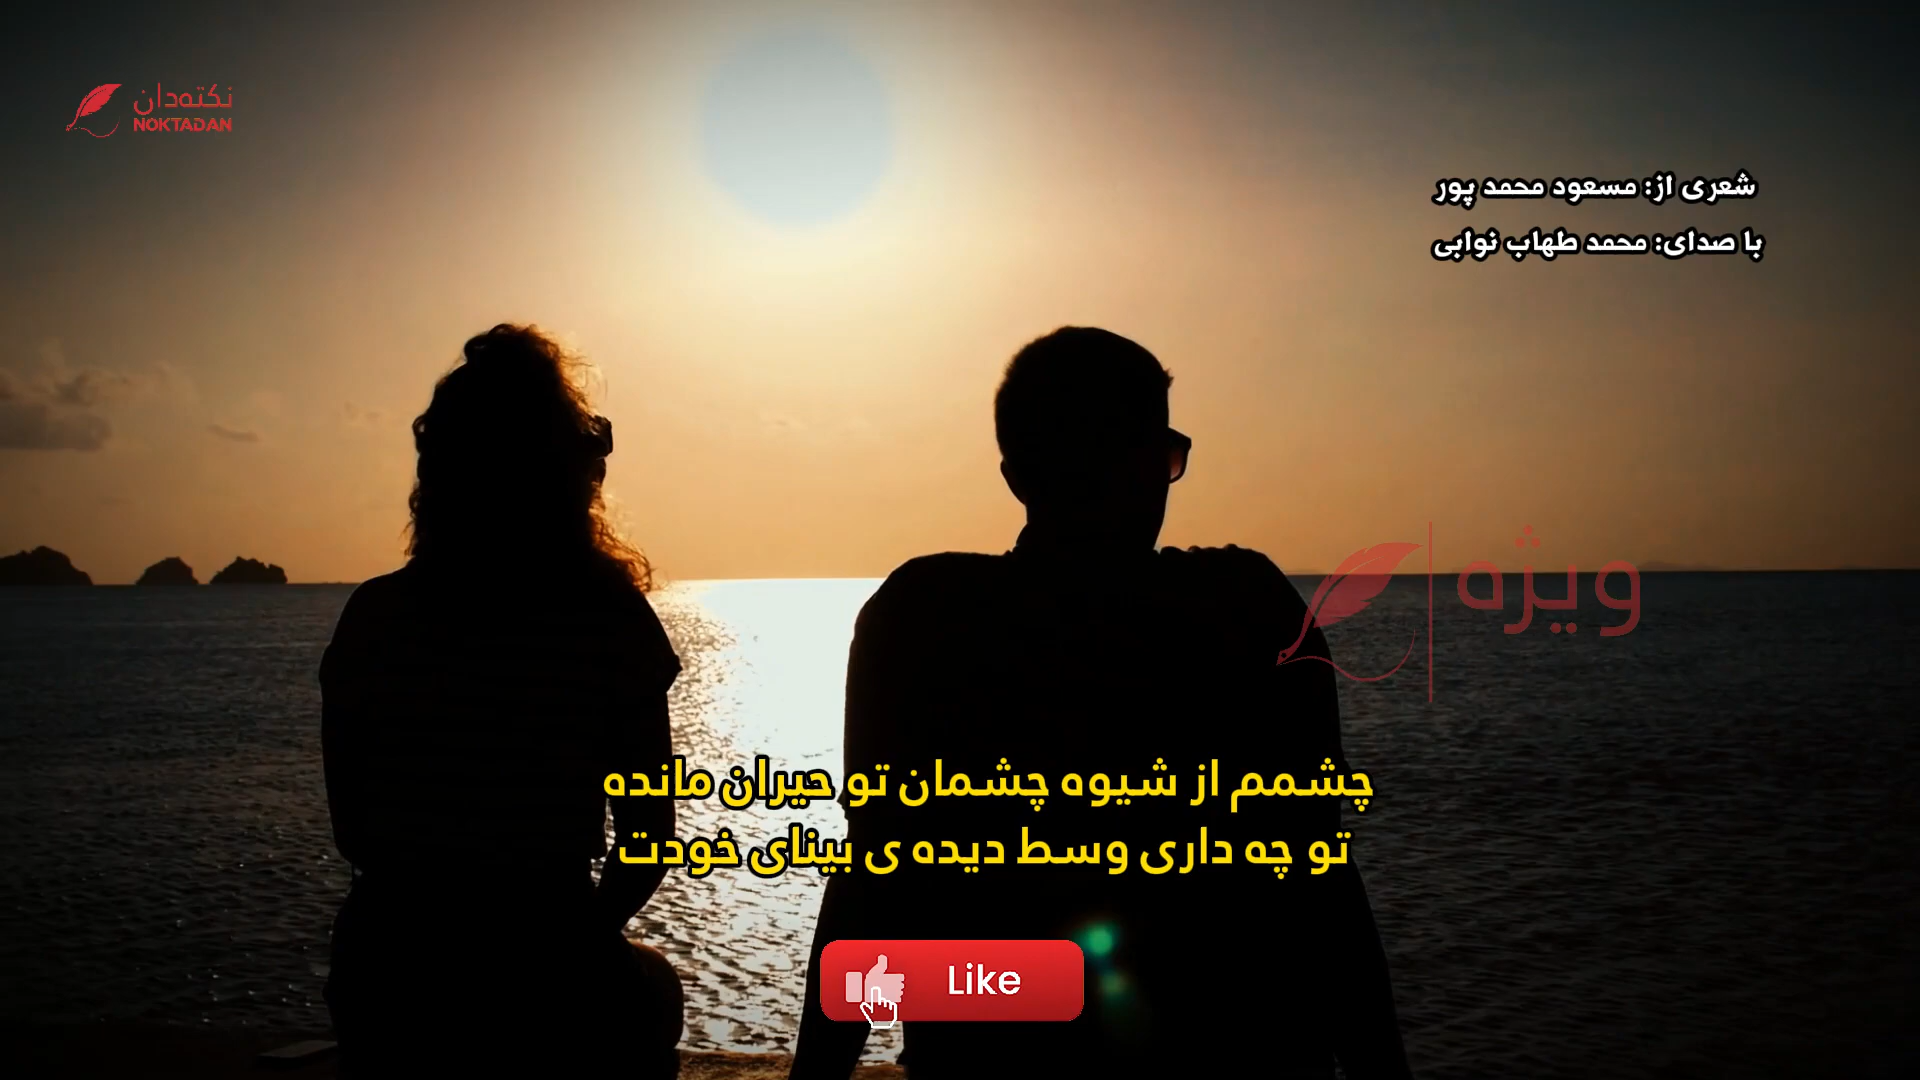 نکته‌دان
NOKTADAN
شعری از: مسعود محمد پور
با صدای: محمد طهاب نوابی
ویژه
چشمم از شیوه چشمان تو حیران مانده
تو چه داری وسط دیده ی بینای خودت
Like